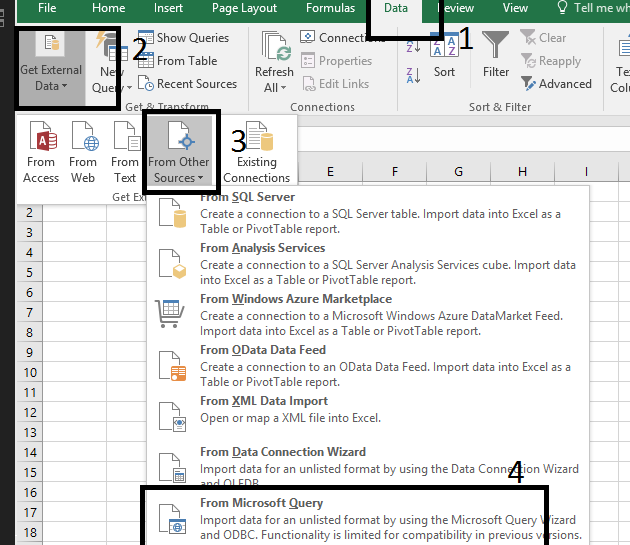 File Home Insert Page Layout Formulas Data Review View Tell me wh
1
2
Get External Data
New Query
Show Queries
From Table
Recent Sources
Get & Transform
Refresh All
Connections
Properties
Edit Links
Connections
Sort
Filter
Clear
Reapply
Advanced
Sort & Filter
Te
Colu
3
From Access
From Web
From Text
From Other Sources
Existing Connections
Get Ex
E F G H I
2
3
4
5
6
7
8
9
10
11
12
13
14
15
16
17
18
From SQL Server
Create a connection to a SQL Server table. Import data into Excel as a
Table or PivotTable report.
From Analysis Services
Create a connection to a SQL Server Analysis Services cube. Import data
into Excel as a Table or PivotTable report.
From Windows Azure Marketplace
Create a connection to a Microsoft Windows Azure DataMarket Feed.
Import data into Excel as a Table or PivotTable report.
From OData Data Feed
Create a connection to an OData Data Feed. Import data into Excel as a
Table or PivotTable report.
From XML Data Import
Open or map a XML file into Excel.
From Data Connection Wizard
Import data for an unlisted format by using the Data Connection Wizard
and OLEDB.
4
From Microsoft Query
Import data for an unlisted format by using the Microsoft Query Wizard
and ODBC. Functionality is limited for compatibility in previous versions.